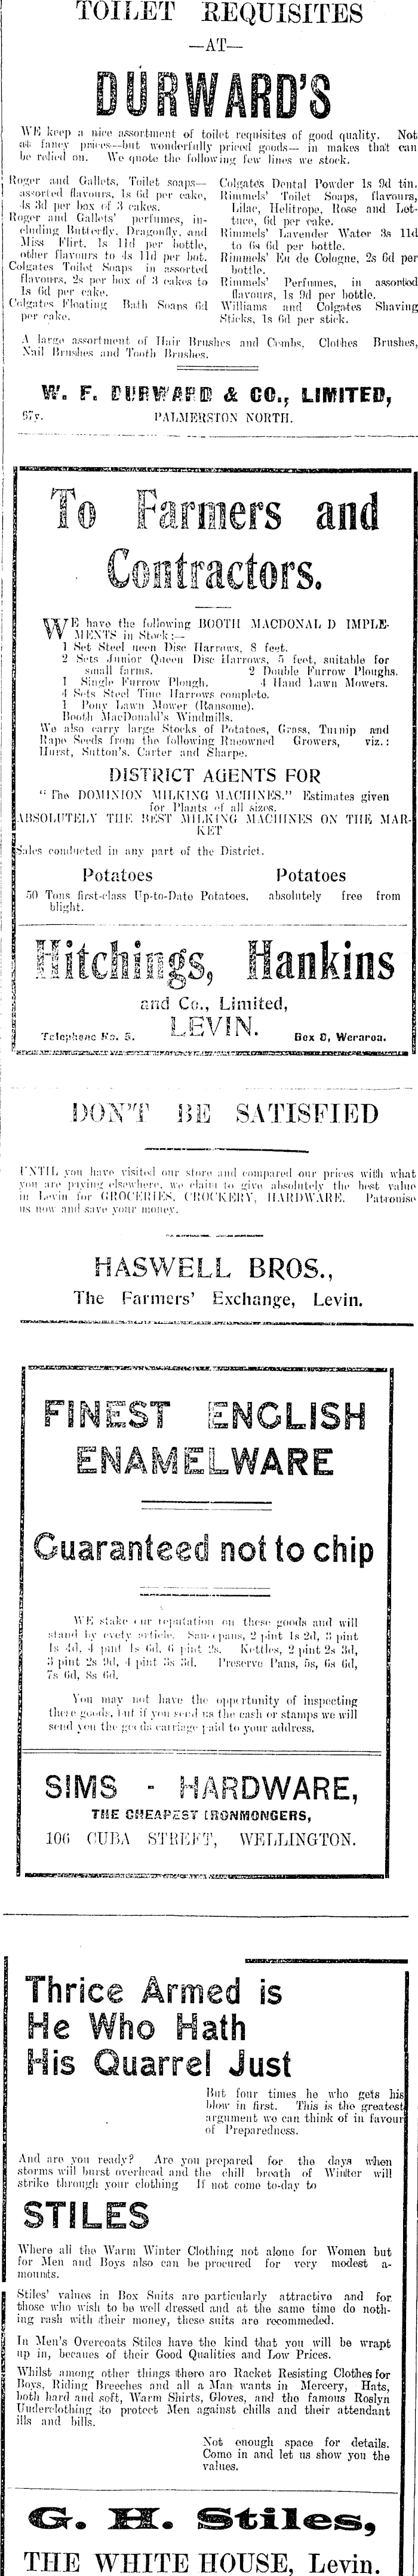 TOILET REQUISITES
—AT—
DURWARD'S
WE keep a nice assortment of toilet requisites of good quality. Not
at fancy prices—but wonderfully priced goods—in makes that can
be relied on. We quote the following few lines we stock.
Roger and Gallets, Toilet soaps—
assorted flavours, 1s 6d per cake,
4s 3d per box of 3 cakes.
Roger and Gallets' perfumes, in-
cluding Butterfly, Dragonfly, and
Miss Flirt, 1s 11d per bottle,
other flavours to 4s 11d per bot.
Colgates Toilet Soaps in assorted
flavours, 2s per box of 3 cakes to
1s 6d per cake.
Colgates Floating Bath Soaps 6d
per cake.
Colgates Dental Powder 1s 9d tin.
Rimmels' Toilet Soaps, flavours,
Lilac, Helitrope, Rose and Let-
tuce, 6d per cake.
Rimmels' Lavender Water 3s 11d
to 6s 6d per bottle.
Rimmels' Eu de Cologne, 2s 6d per
bottle.
Rimmels' Perfumes, in assorted
flavours, 1s 9d per bottle.
Williams and Colgates Shaving
Sticks, 1s 6d per stick.
A large assortment of Hair Brushes and Combs, Clothes Brushes,
Nail Brushes and Tooth Brushes.
W. F. DURWARD & CO., LIMITED,
67v. PALMERSTON NORTH.
To Farmers and
Contractors.
WE have the following BOOTH MACDONALD IMPLE-
MENTS in Stock:—
1 Set Steel ueen Disc Harrows, 8 feet.
2 Sets Junior Queen Disc Harrows, 5 feet, suitable for
small farms. 2 Double Furrow Ploughs.
1 Single Furrow Plough. 4 Hand Lawn Mowers.
4 Sets Steel Tine Harrows complete.
1 Pony Lawn Mower (Ransome).
Booth MacDonald's Windmills.
We also carry large Stocks of Potatoes, Grass, Turnip and
Rape Seeds from the following Racowned Growers, viz.:
Hurst, Sutton's, Carter and Sharpe.
DISTRICT AGENTS FOR
"The DOMINION MILKING MACHINES." Estimates given
for Plants of all sizes.
ABSOLUTELY THE BEST MILKING MACHINES ON THE MAR-
KET
Sales conducted in any part of the District.
Potatoes Potatoes
50 Tons first-class Up-to-Date Potatoes, absolutely free from
blight.
Hitchings, Hankins
and Co., Limited,
LEVIN.
Telephone No. 5. Box 8, Weraroa.
DON'T BE SATISFIED
UNTIL you have visited our store and compared our prices with what
you are paying elsewhere, we claim to give absolutely the best value
in Levin for GROCERIES, CROCKERY, HARDWARE. Patronise
us now and save your money.
HASWELL BROS.,
The Farmers' Exchange, Levin.
FINEST ENGLISH
ENAMELWARE
Guaranteed not to chip
WE stake our reputation on these goods and will
stand by every article. Saucepans, 2 pint 1s 2d, 3 pint
1s 4d, 4 pint 1s 6d, 6 pint 2s. Kettles, 2 pint 2s 3d,
3 pint 2s 9d, 4 pint 3s 3d. Preserve Pans, 5s, 6s 6d,
7s 6d, 8s 6d.
You may not have the opportunity of inspecting
these goods, but if you send us the cash or stamps we will
send you the goods carriage paid to your address.
SIMS - HARDWARE,
THE CHEAPEST IRONMONGERS,
106 CUBA STREET, WELLINGTON.
Thrice Armed is
He Who Hath
His Quarrel Just
But four times he who gets his
blow in first. This is the greatest
argument we can think of in favour
of Preparedness.
And are you ready? Are you prepared for the days when
storms will burst overhead and the chill breath of Winter will
strike through your clothing If not come to-day to
STILES
Where all the Warm Winter Clothing not alone for Women but
for Men and Boys also can be procured for very modest a-
mounts.
Stiles' values in Box Suits are particularly attractive and for
those who wish to be well dressed and at the same time do noth-
ing rash with their money, these suits are recommeded.
In Men's Overcoats Stiles have the kind that you will be wrapt
up in, becaues of their Good Qualities and Low Prices.
Whilst among other things there are Racket Resisting Clothes for
Boys, Riding Breeches and all a Man wants in Mercery, Hats,
both hard and soft, Warm Shirts, Gloves, and the famous Roslyn
Underclothing to protect Men against chills and their attendant
ills and bills.
Not enough space for details.
Come in and let us show you the
values.
G. H. Stiles,
THE WHITE HOUSE, Levin.